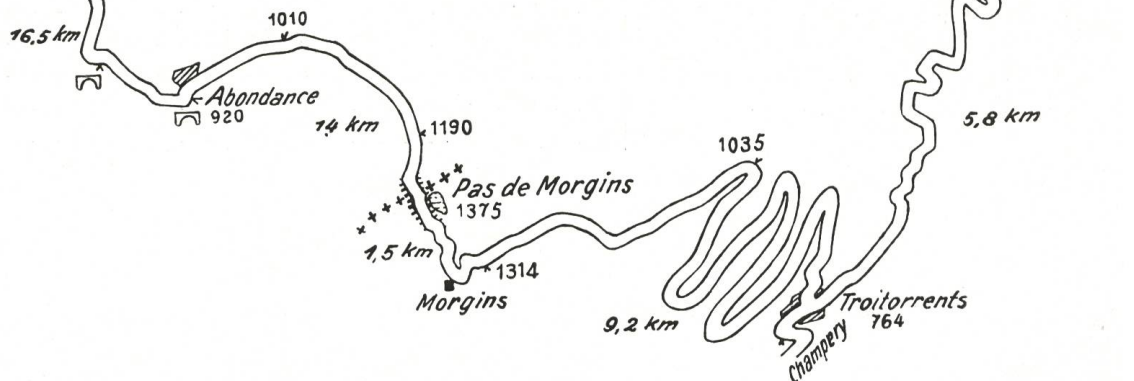 16,5 km
1010
Abondance
920
14 km
1190
Pas de Morgins
1375
1,5 km
1314
Morgins
1035
9,2 km
5,8 km
Troitorrents
764
Champery